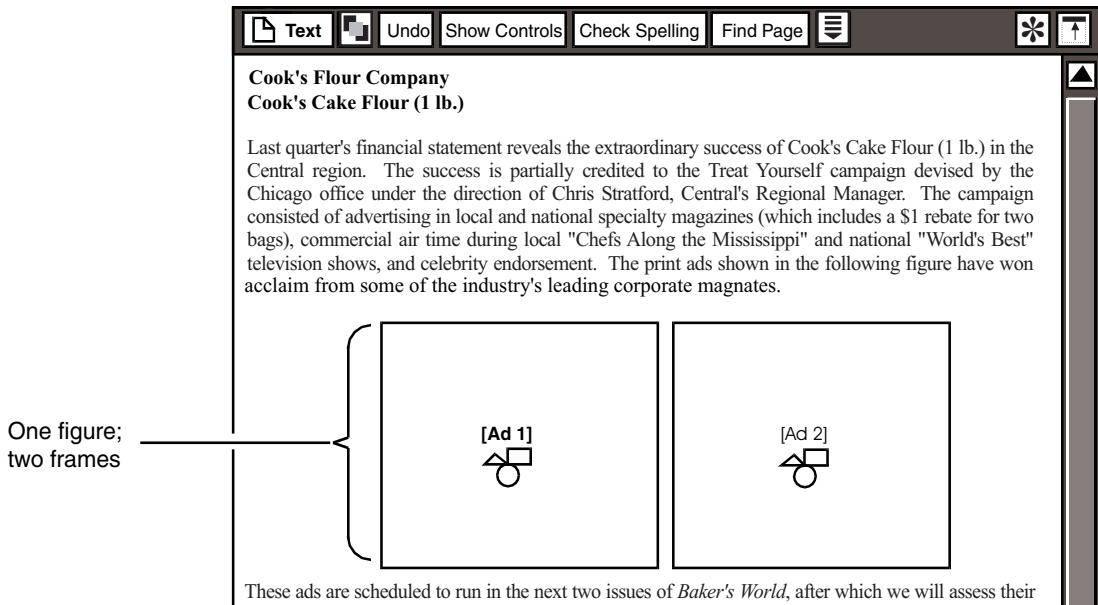 Text Undo Show Controls Check Spelling Find Page
Cook's Flour Company
Cook's Cake Flour (1 lb.)
Last quarter's financial statement reveals the extraordinary success of Cook's Cake Flour (1 lb.) in the
Central region. The success is partially credited to the Treat Yourself campaign devised by the
Chicago office under the direction of Chris Stratford, Central's Regional Manager. The campaign
consisted of advertising in local and national specialty magazines (which includes a $1 rebate for two
bags), commercial air time during local "Chefs Along the Mississippi" and national "World's Best"
television shows, and celebrity endorsement. The print ads shown in the following figure have won
acclaim from some of the industry's leading corporate magnates.
One figure;
two frames
[Ad 1] [Ad 2]
These ads are scheduled to run in the next two issues of Baker's World, after which we will assess their